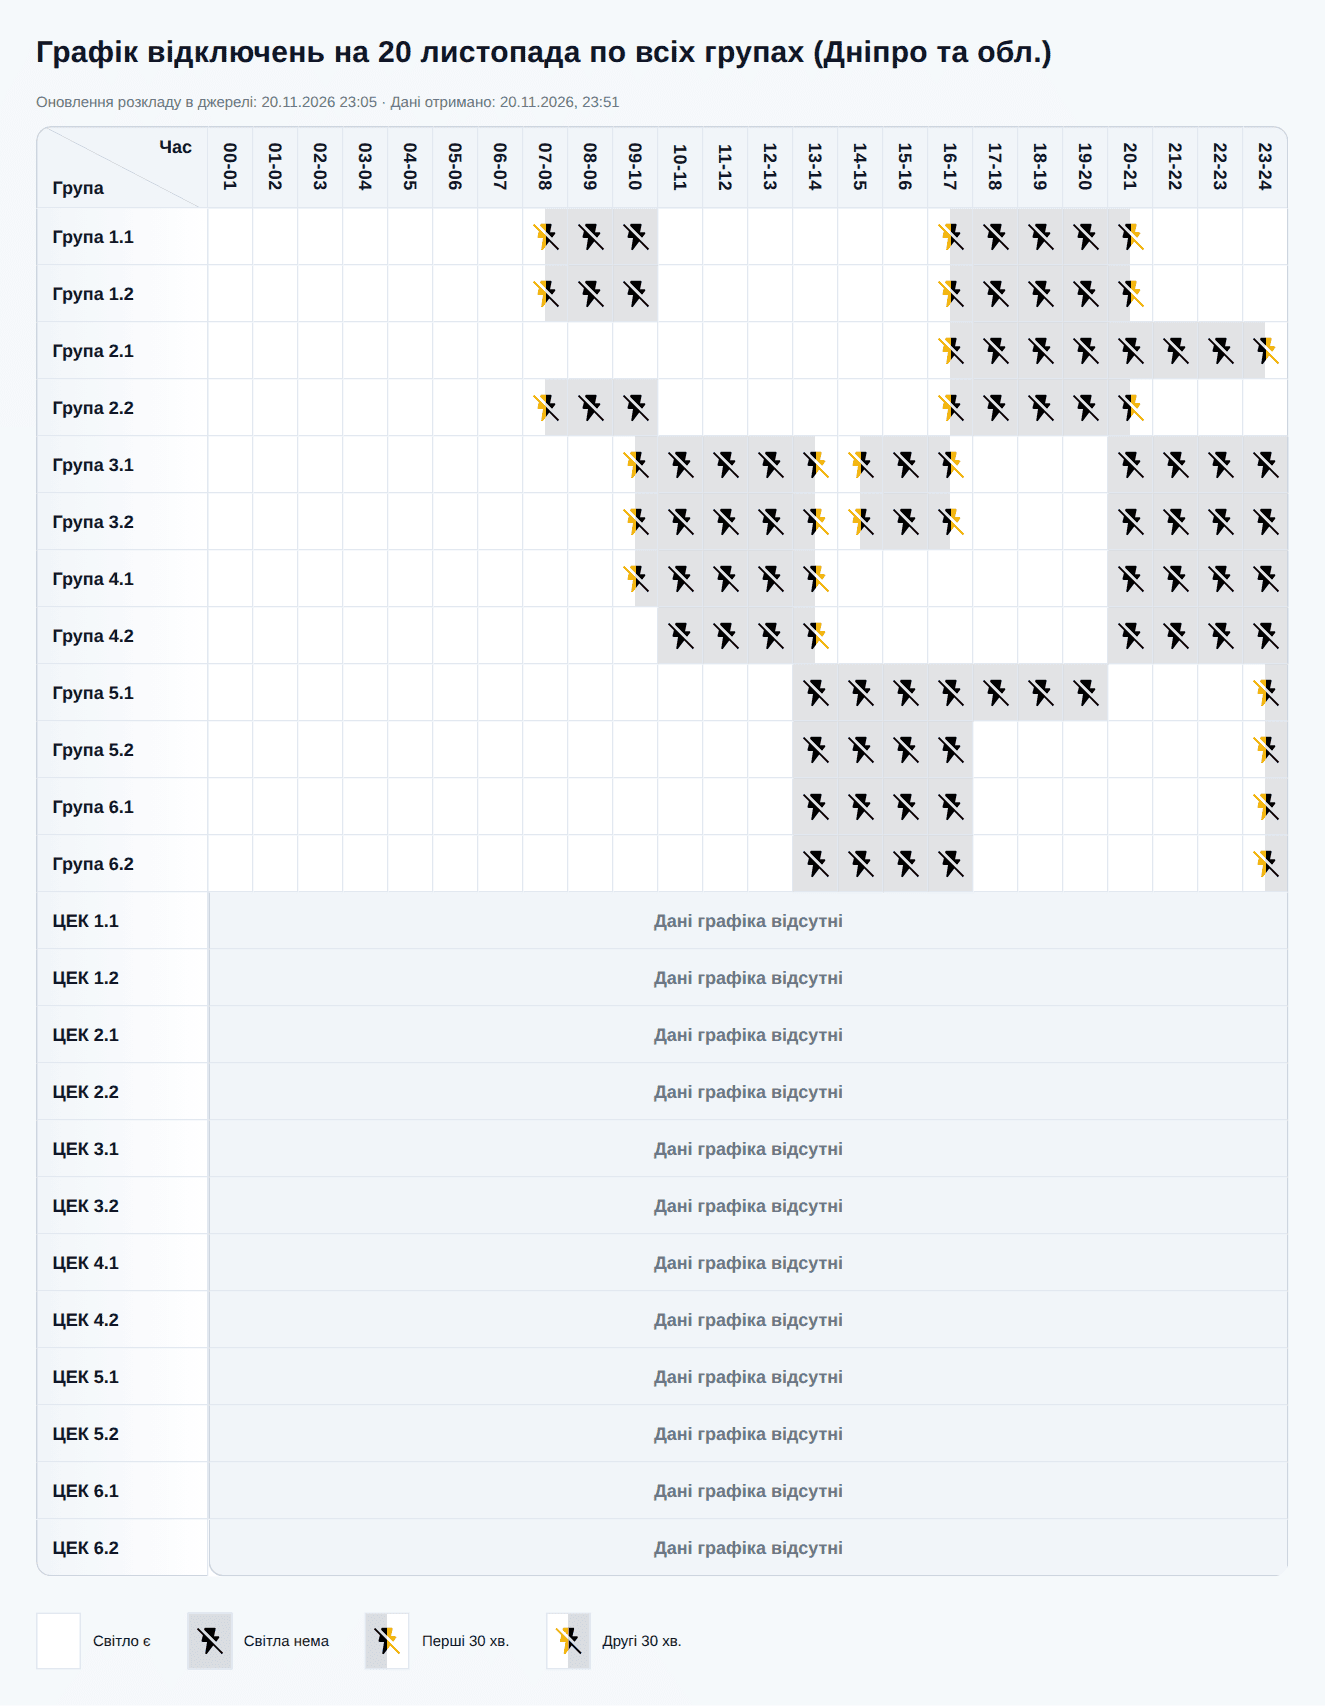 Графік відключень на 20 листопада по всіх групах (Дніпро та обл.)
Оновлення розкладу в джерелі: 20.11.2026 23:05 · Дані отримано: 20.11.2026, 23:51
Час
Група
00-01 01-02 02-03 03-04 04-05 05-06 06-07 07-08 08-09 09-10 10-11 11-12 12-13 13-14 14-15 15-16 16-17 17-18 18-19 19-20 20-21 21-22 22-23 23-24
Група 1.1
Група 1.2
Група 2.1
Група 2.2
Група 3.1
Група 3.2
Група 4.1
Група 4.2
Група 5.1
Група 5.2
Група 6.1
Група 6.2
ЦЕК 1.1 Дані графіка відсутні
ЦЕК 1.2 Дані графіка відсутні
ЦЕК 2.1 Дані графіка відсутні
ЦЕК 2.2 Дані графіка відсутні
ЦЕК 3.1 Дані графіка відсутні
ЦЕК 3.2 Дані графіка відсутні
ЦЕК 4.1 Дані графіка відсутні
ЦЕК 4.2 Дані графіка відсутні
ЦЕК 5.1 Дані графіка відсутні
ЦЕК 5.2 Дані графіка відсутні
ЦЕК 6.1 Дані графіка відсутні
ЦЕК 6.2 Дані графіка відсутні
Світло є Світла нема Перші 30 хв. Другі 30 хв.